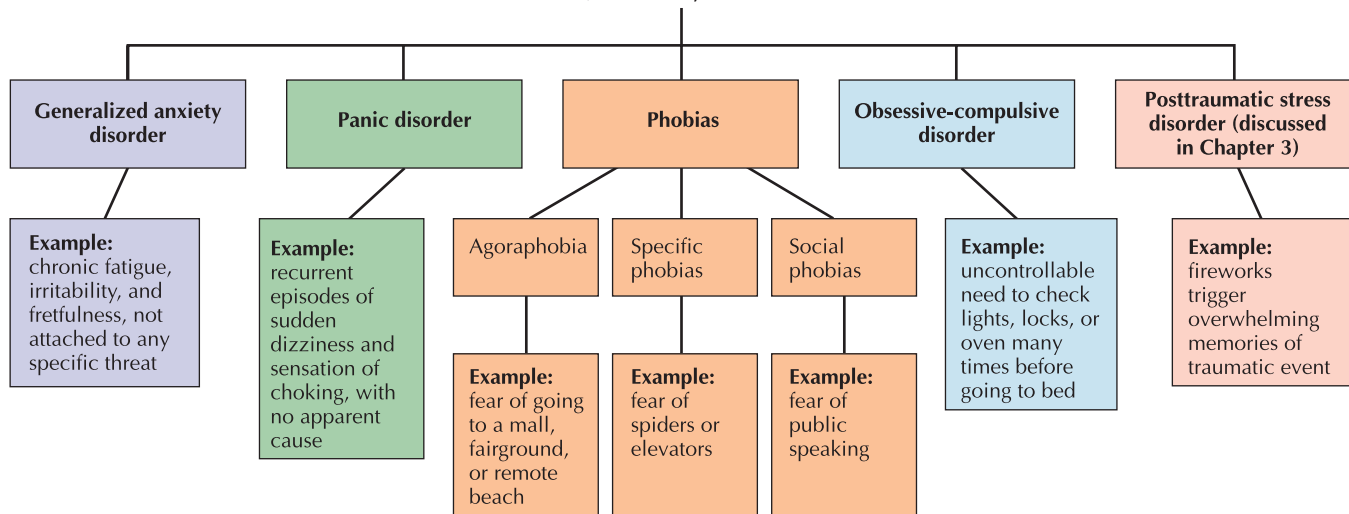 Generalized anxiety
disorder
Panic disorder
Phobias
Obsessive-compulsive
disorder
Posttraumatic stress
disorder (discussed
in Chapter 3)
Example:
chronic fatigue,
irritability, and
fretfulness, not
attached to any
specific threat
Example:
recurrent
episodes of
sudden
dizziness and
sensation of
choking, with
no apparent
cause
Agoraphobia
Example:
fear of going
to a mall,
fairground,
or remote
beach
Specific
phobias
Example:
fear of
spiders or
elevators
Social
phobias
Example:
fear of
public
speaking
Example:
uncontrollable
need to check
lights, locks, or
oven many
times before
going to bed
Example:
fireworks
trigger
overwhelming
memories of
traumatic event